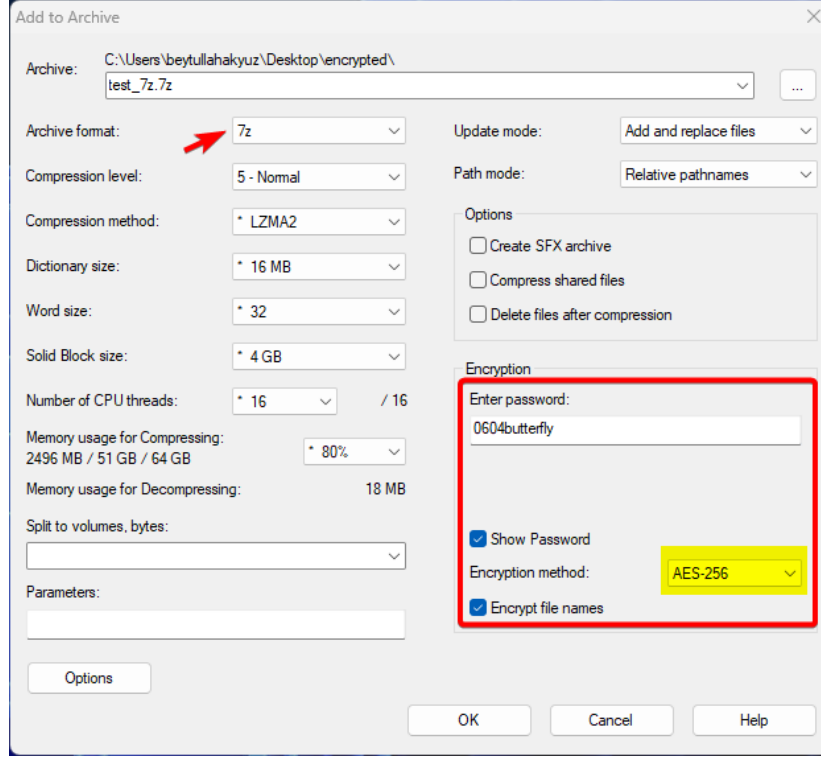 Add to Archive
Archive:
C:\Users\beytullahakyuz\Desktop\encrypted\
test_7z.7z
...
Archive format:
7z
Compression level:
5 - Normal
Compression method:
* LZMA2
Dictionary size:
* 16 MB
Word size:
* 32
Solid Block size:
* 4 GB
Number of CPU threads:
* 16
/ 16
Memory usage for Compressing:
2496 MB / 51 GB / 64 GB
* 80%
Memory usage for Decompressing:
18 MB
Split to volumes, bytes:
Parameters:
Options
Update mode:
Add and replace files
Path mode:
Relative pathnames
Options
Create SFX archive
Compress shared files
Delete files after compression
Encryption
Enter password:
0604butterfly
Show Password
Encryption method:
AES-256
Encrypt file names
OK
Cancel
Help